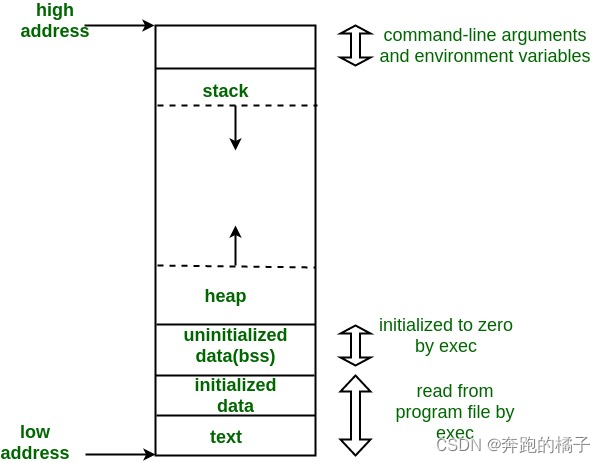 high
address
command-line arguments
and environment variables
stack
heap
uninitialized
data(bss)
initialized to zero
by exec
initialized
data
read from
program file by
exec
low
address
text
CSDN @奔跑的橘子